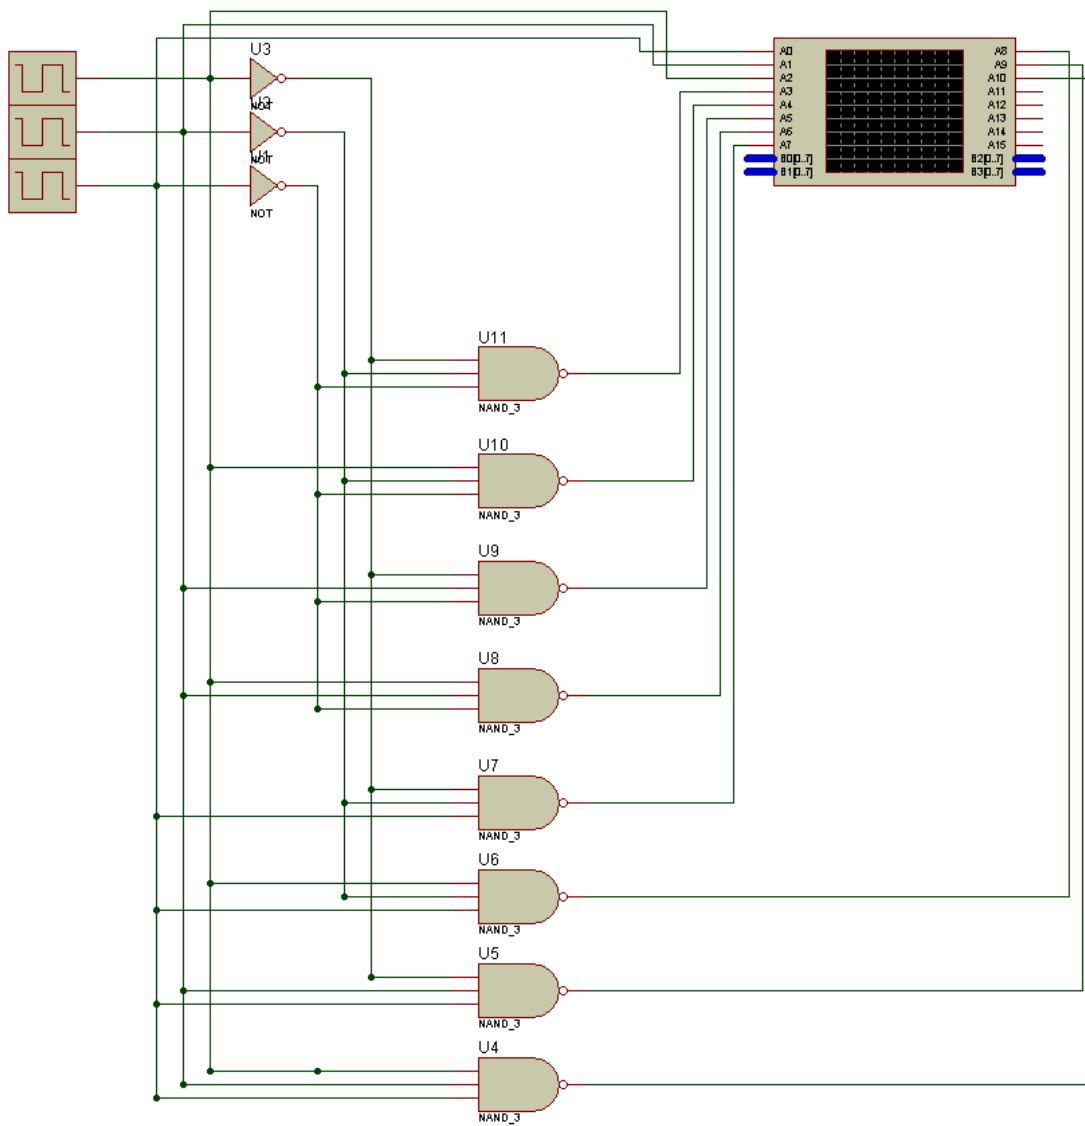 U3
NOT
U2
NOT
U1
NOT
A0
A1
A2
A3
A4
A5
A6
A7
B0[0..7]
B1[0..7]
A8
A9
A10
A11
A12
A13
A14
A15
B2[0..7]
B3[0..7]
U11
NAND_3
U10
NAND_3
U9
NAND_3
U8
NAND_3
U7
NAND_3
U6
NAND_3
U5
NAND_3
U4
NAND_3